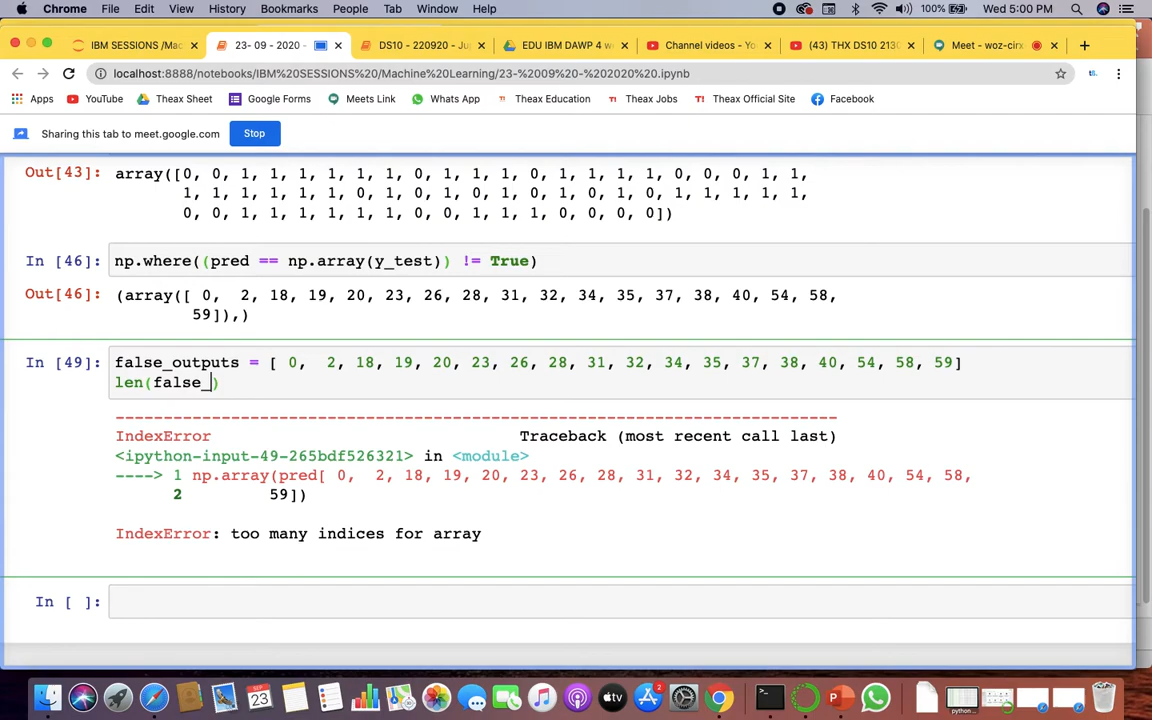 Chrome File Edit View History Bookmarks People Tab Window Help 100% Wed 5:00 PM
IBM SESSIONS /Mac × 23- 09 - 2020 - × DS10 - 220920 - Ju × EDU IBM DAWP 4 w × Channel videos - Yo × (43) THX DS10 2130 × Meet - woz-cirx × +
localhost:8888/notebooks/IBM%20SESSIONS%20/Machine%20Learning/23-%2009%20-%202020%20.ipynb
Apps YouTube Theax Sheet Google Forms Meets Link Whats App Theax Education Theax Jobs Theax Official Site Facebook
Sharing this tab to meet.google.com Stop
Out[43]: array([0, 0, 1, 1, 1, 1, 1, 1, 0, 1, 1, 1, 0, 1, 1, 1, 1, 0, 0, 0, 1, 1,
1, 1, 1, 1, 1, 1, 0, 1, 0, 1, 0, 1, 0, 1, 0, 1, 1, 1, 1, 1,
0, 0, 1, 1, 1, 1, 1, 1, 0, 0, 1, 1, 1, 0, 0, 0, 0])
In [46]: np.where((pred == np.array(y_test)) != True)
Out[46]: (array([ 0, 2, 18, 19, 20, 23, 26, 28, 31, 32, 34, 35, 37, 38, 40, 54, 58,
59]),)
In [49]: false_outputs = [ 0, 2, 18, 19, 20, 23, 26, 28, 31, 32, 34, 35, 37, 38, 40, 54, 58, 59]
len(false_)
---------------------------------------------------------------------------
IndexError Traceback (most recent call last)
<ipython-input-49-265bdf526321> in <module>
----> 1 np.array(pred[ 0, 2, 18, 19, 20, 23, 26, 28, 31, 32, 34, 35, 37, 38, 40, 54, 58,
2 59])
IndexError: too many indices for array
In [ ]: